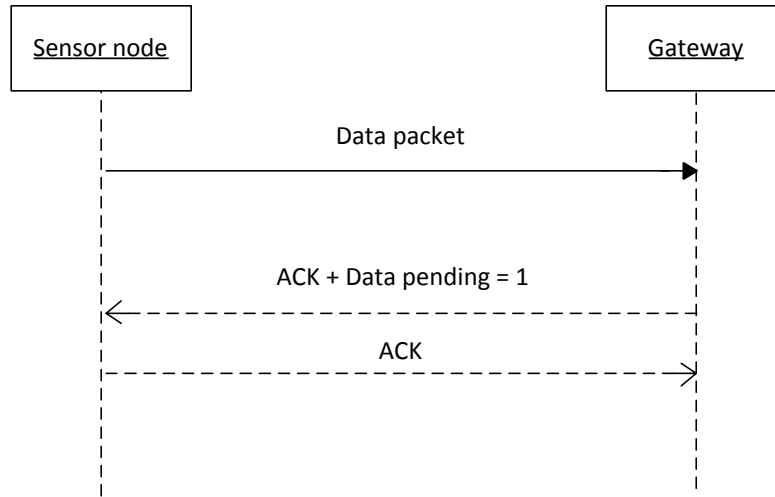 Sensor node
Gateway
Data packet
ACK + Data pending = 1
ACK